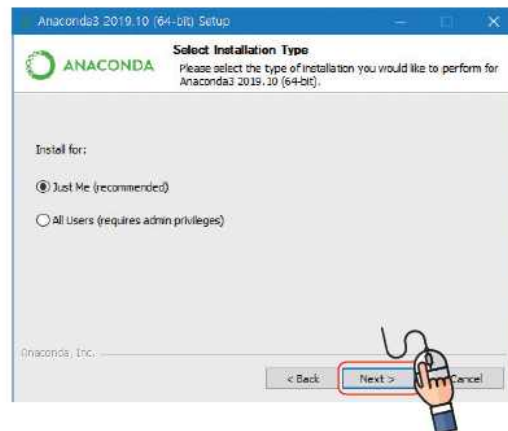 Anaconda3 2019.10 (64-bit) Setup
ANACONDA
Select Installation Type
Please select the type of installation you would like to perform for
Anaconda3 2019.10 (64-bit).
Install for:
Just Me (recommended)
All Users (requires admin privileges)
Anaconda, Inc.
< Back
Next >
Cancel